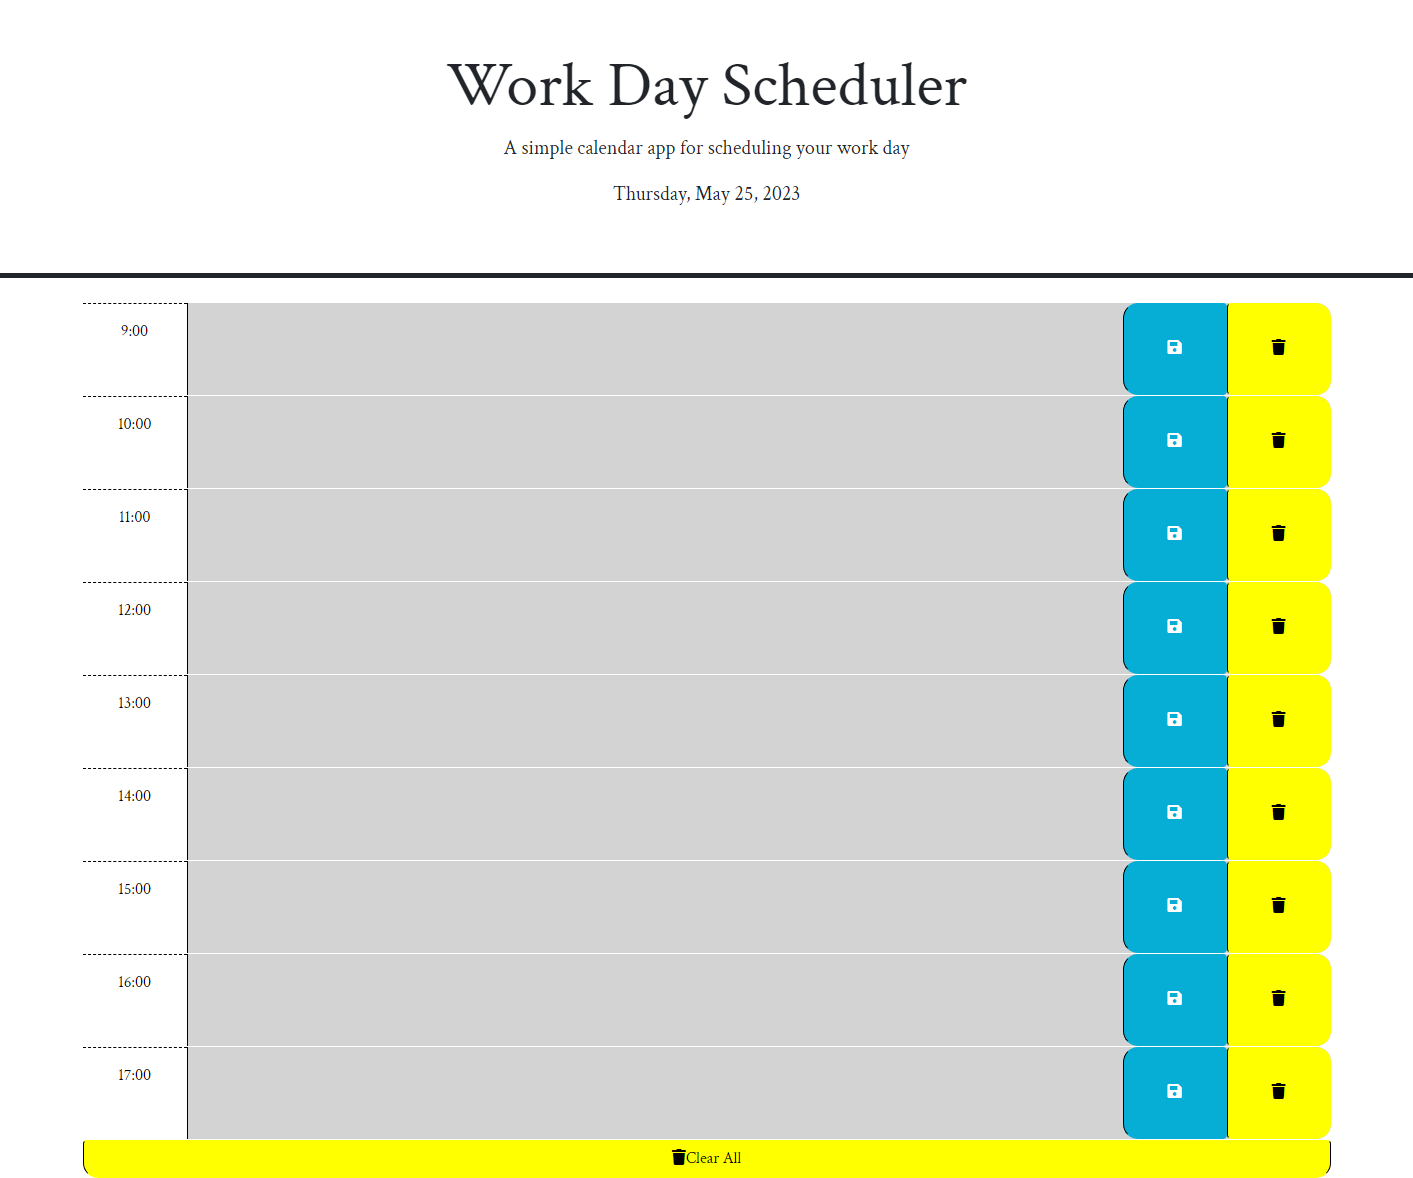 Work Day Scheduler
A simple calendar app for scheduling your work day
Thursday, May 25, 2023
9:00
10:00
11:00
12:00
13:00
14:00
15:00
16:00
17:00
Clear All